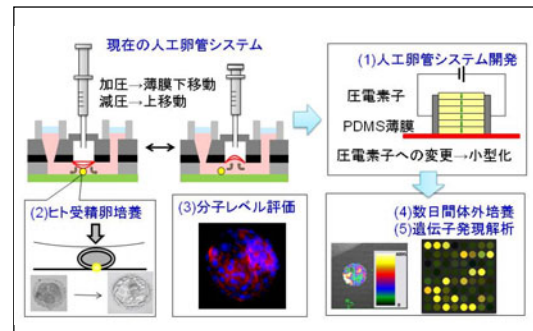 現在の人工卵管システム
加圧→薄膜下移動
減圧→上移動
(1)人工卵管システム開発
圧電素子
PDMS薄膜
圧電素子への変更→小型化
(2)ヒト受精卵培養
(3)分子レベル評価
(4)数日間体外培養
(5)遺伝子発現解析